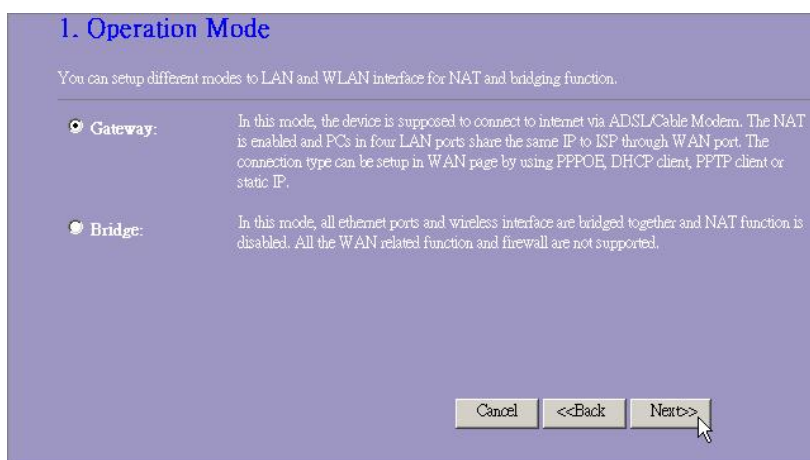 1. Operation Mode
You can setup different modes to LAN and WLAN interface for NAT and bridging function.
Gateway:
In this mode, the device is supposed to connect to internet via ADSL/Cable Modem. The NAT
is enabled and PCs in four LAN ports share the same IP to ISP through WAN port. The
connection type can be setup in WAN page by using PPPOE, DHCP client, PPTP client or
static IP.
Bridge:
In this mode, all ethernet ports and wireless interface are bridged together and NAT function is
disabled. All the WAN related function and firewall are not supported.
Cancel <<Back Next>>